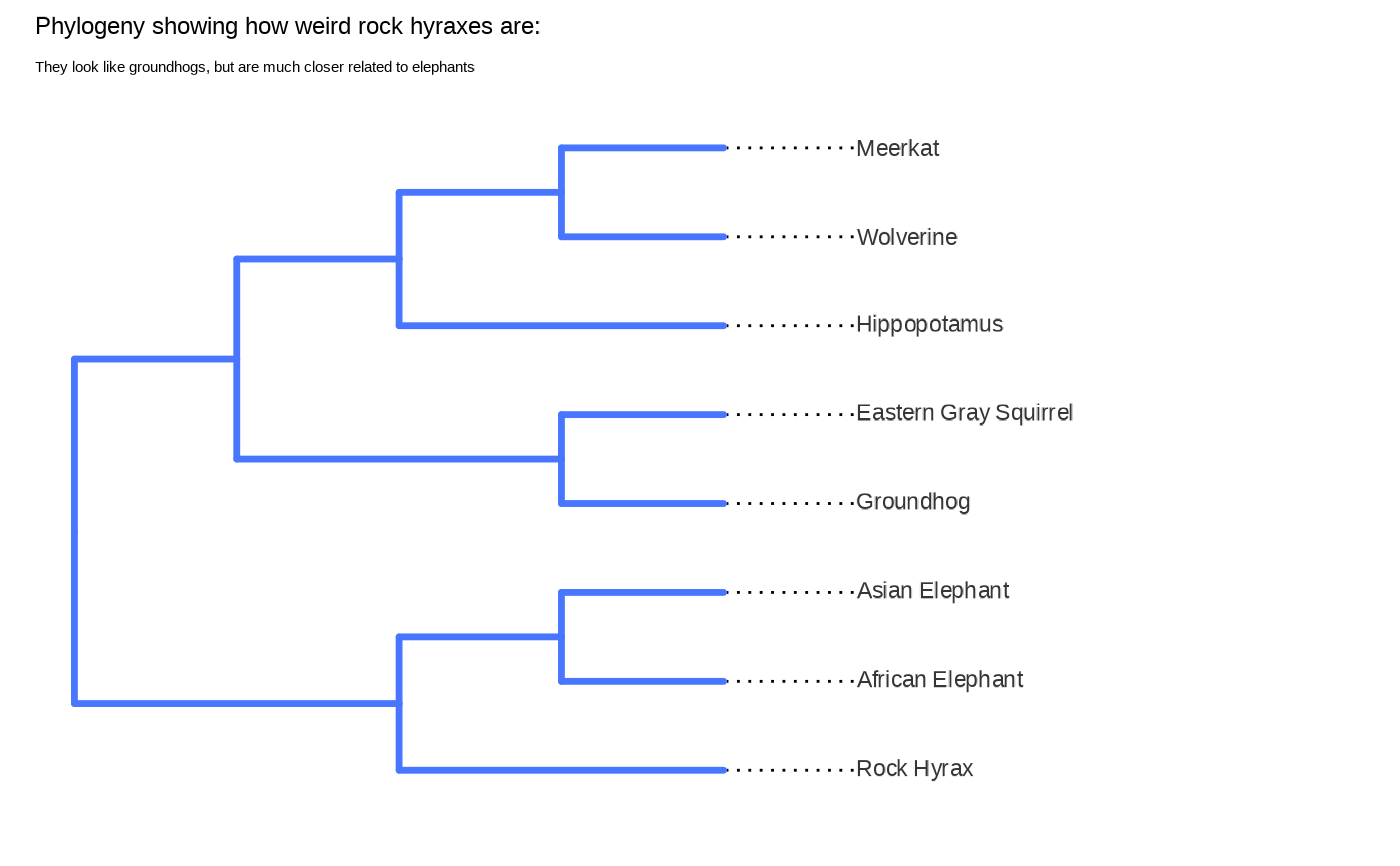 Phylogeny showing how weird rock hyraxes are:
They look like groundhogs, but are much closer related to elephants
Meerkat
Wolverine
Hippopotamus
Eastern Gray Squirrel
Groundhog
Asian Elephant
African Elephant
Rock Hyrax